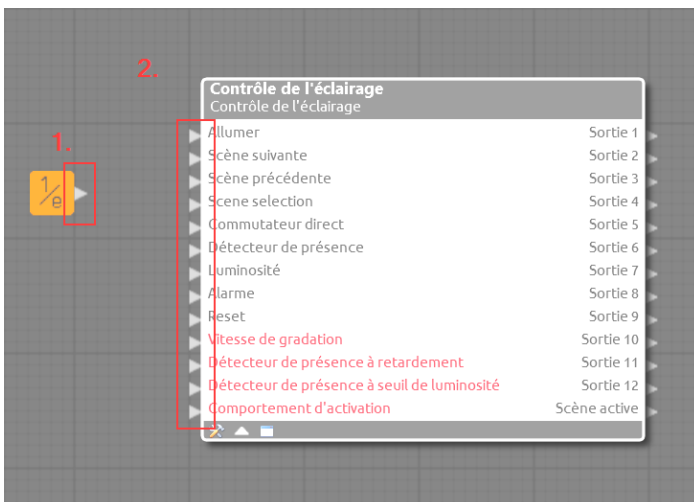 2.
Contrôle de l'éclairage
Contrôle de l'éclairage
1.
1/e
Allumer Sortie 1
Scène suivante Sortie 2
Scène précédente Sortie 3
Scene selection Sortie 4
Commutateur direct Sortie 5
Détecteur de présence Sortie 6
Luminosité Sortie 7
Alarme Sortie 8
Reset Sortie 9
Vitesse de gradation Sortie 10
Détecteur de présence à retardement Sortie 11
Détecteur de présence à seuil de luminosité Sortie 12
Comportement d'activation Scène active